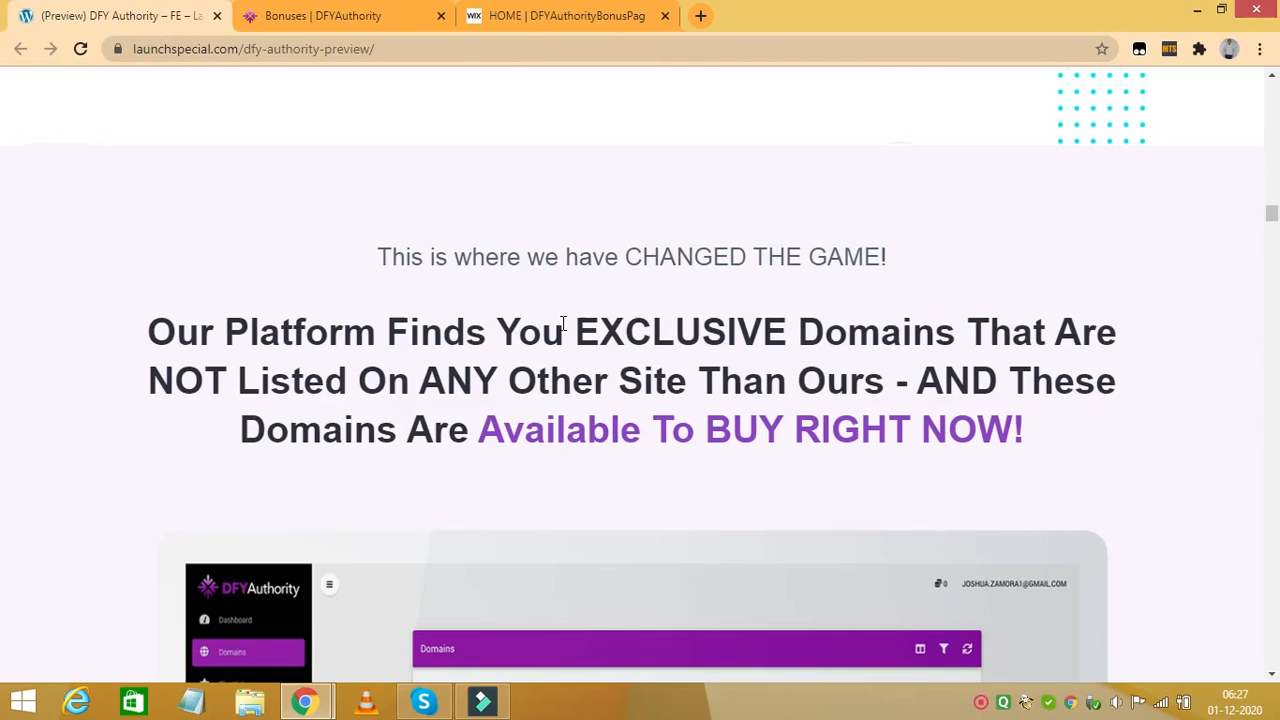 (Preview) DFY Authority – FE – La
Bonuses | DFYAuthority
WIX
HOME | DFYAuthorityBonusPag
launchspecial.com/dfy-authority-preview/
MTS
This is where we have CHANGED THE GAME!
Our Platform Finds You EXCLUSIVE Domains That Are
NOT Listed On ANY Other Site Than Ours - AND These
Domains Are Available To BUY RIGHT NOW!
DFYAuthority
0
JOSHUA.ZAMORA1@GMAIL.COM
Dashboard
Domains
Domains
06:27
01-12-2020